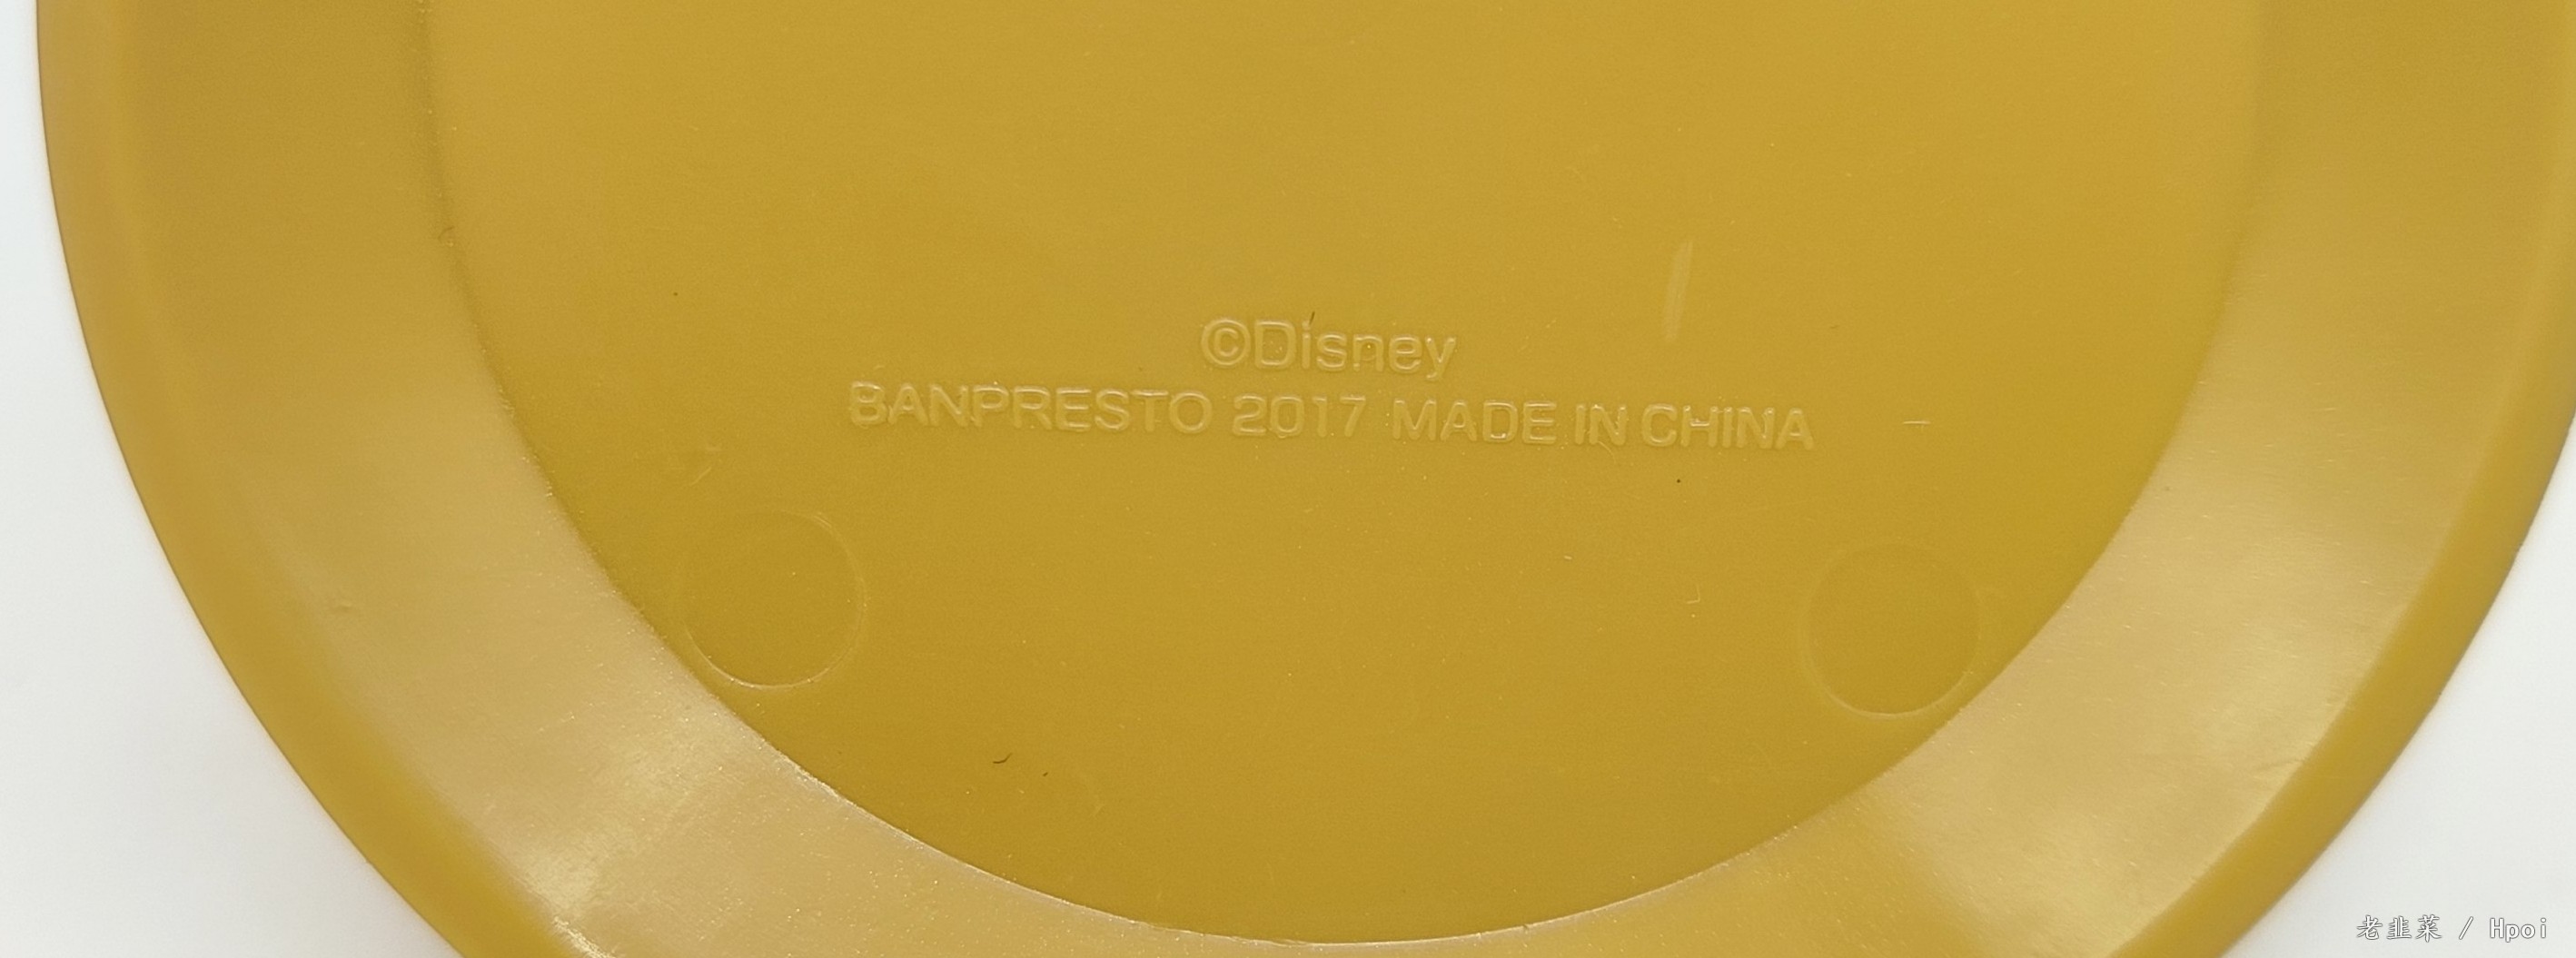 ©Disney
BANPRESTO 2017 MADE IN CHINA
老韭菜 / Hpoi